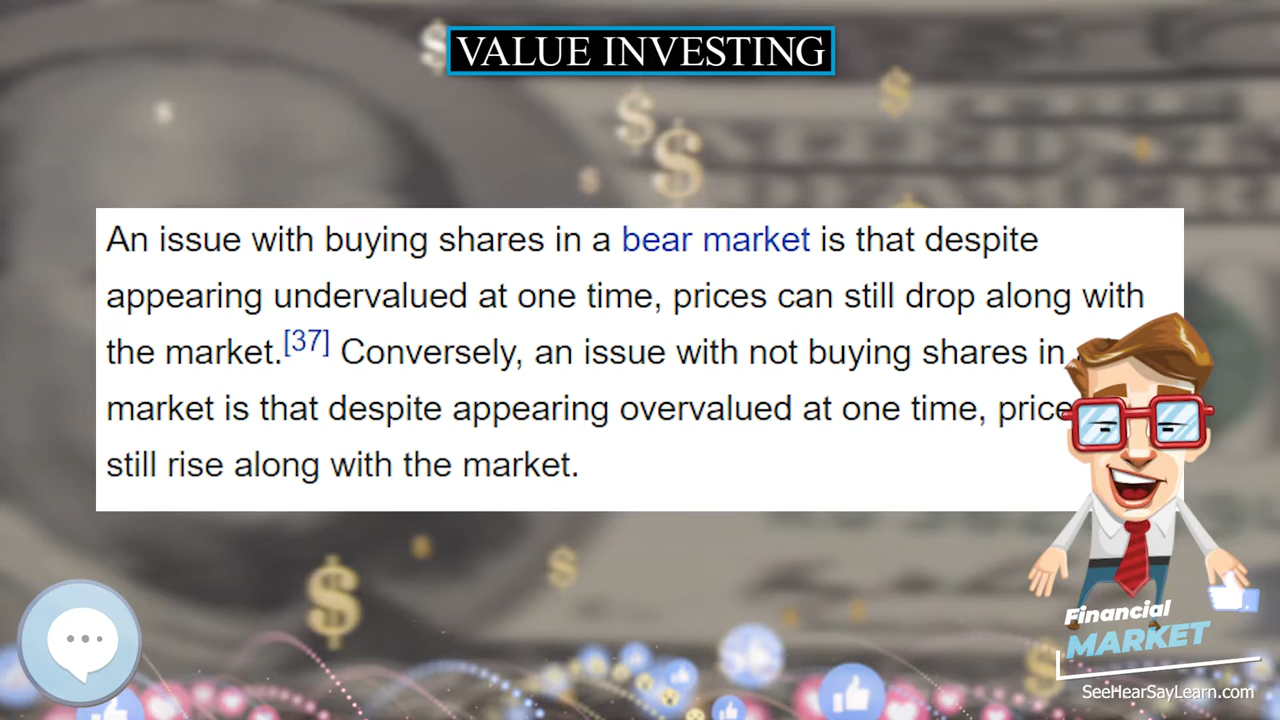 VALUE INVESTING
An issue with buying shares in a bear market is that despite
appearing undervalued at one time, prices can still drop along with
the market.[37] Conversely, an issue with not buying shares in
market is that despite appearing overvalued at one time,
still rise along with the market.
Financial
MARKET
SeeHearSayLearn.com